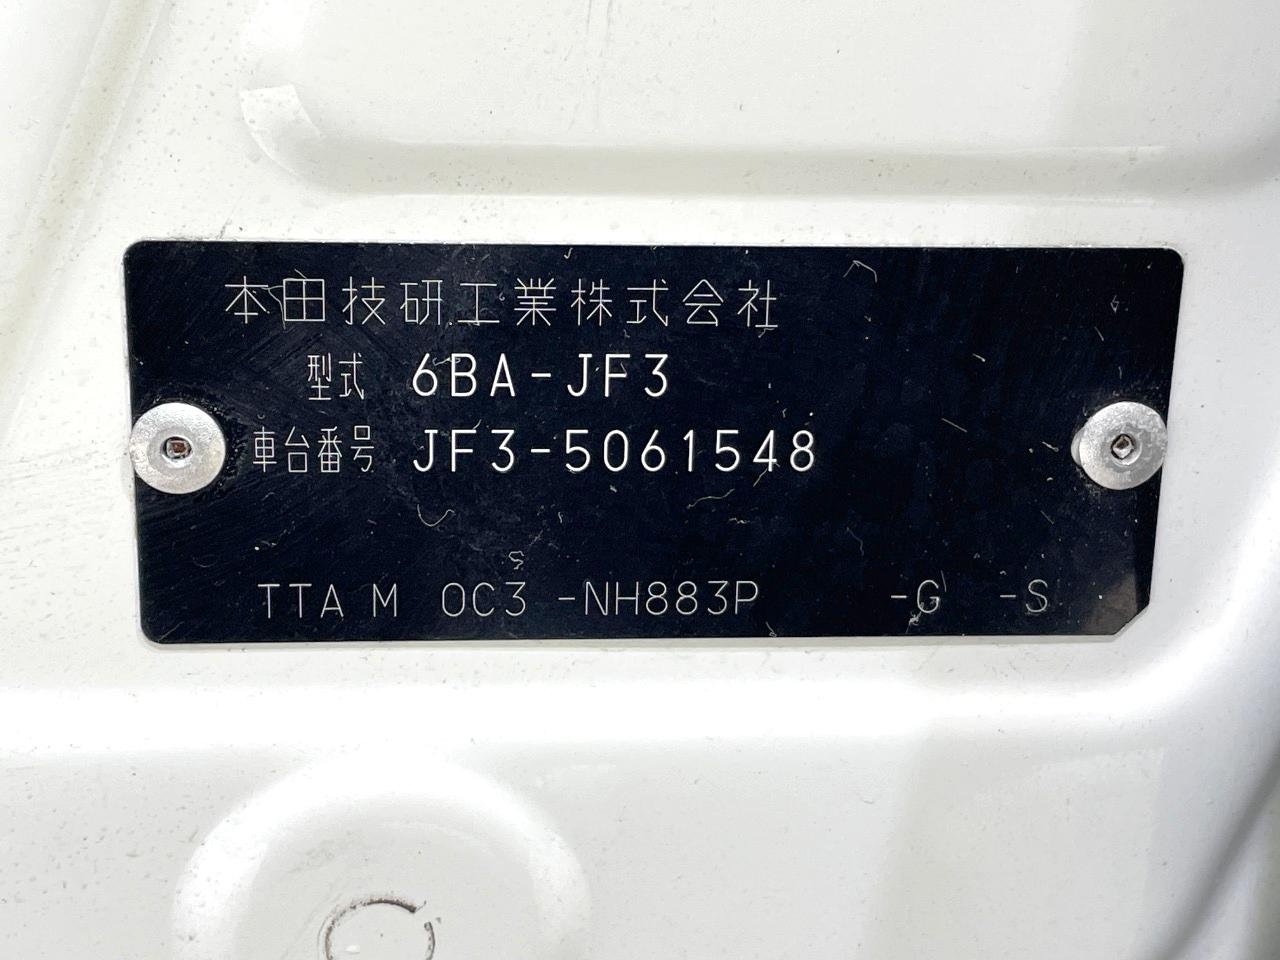 本田技研工業株式会社
型式 6BA-JF3
車台番号 JF3-5061548
TTA M 0C3 -NH883P -G -S